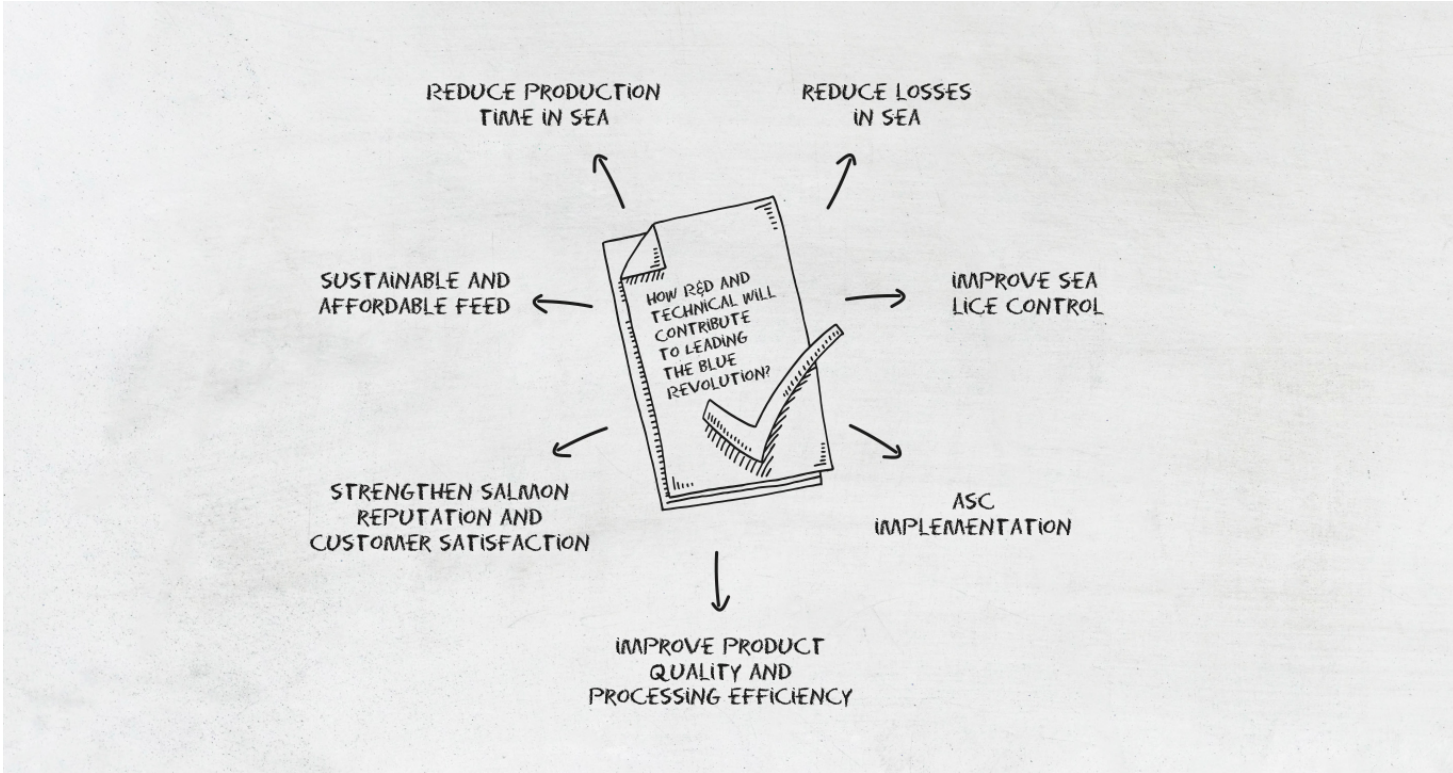 REDUCE PRODUCTION
TIME IN SEA
REDUCE LOSSES
IN SEA
SUSTAINABLE AND
AFFORDABLE FEED
HOW R&D AND
TECHNICAL WILL
CONTRIBUTE
TO LEADING
THE BLUE
REVOLUTION?
IMPROVE SEA
LICE CONTROL
STRENGTHEN SALMON
REPUTATION AND
CUSTOMER SATISFACTION
ASC
IMPLEMENTATION
IMPROVE PRODUCT
QUALITY AND
PROCESSING EFFICIENCY